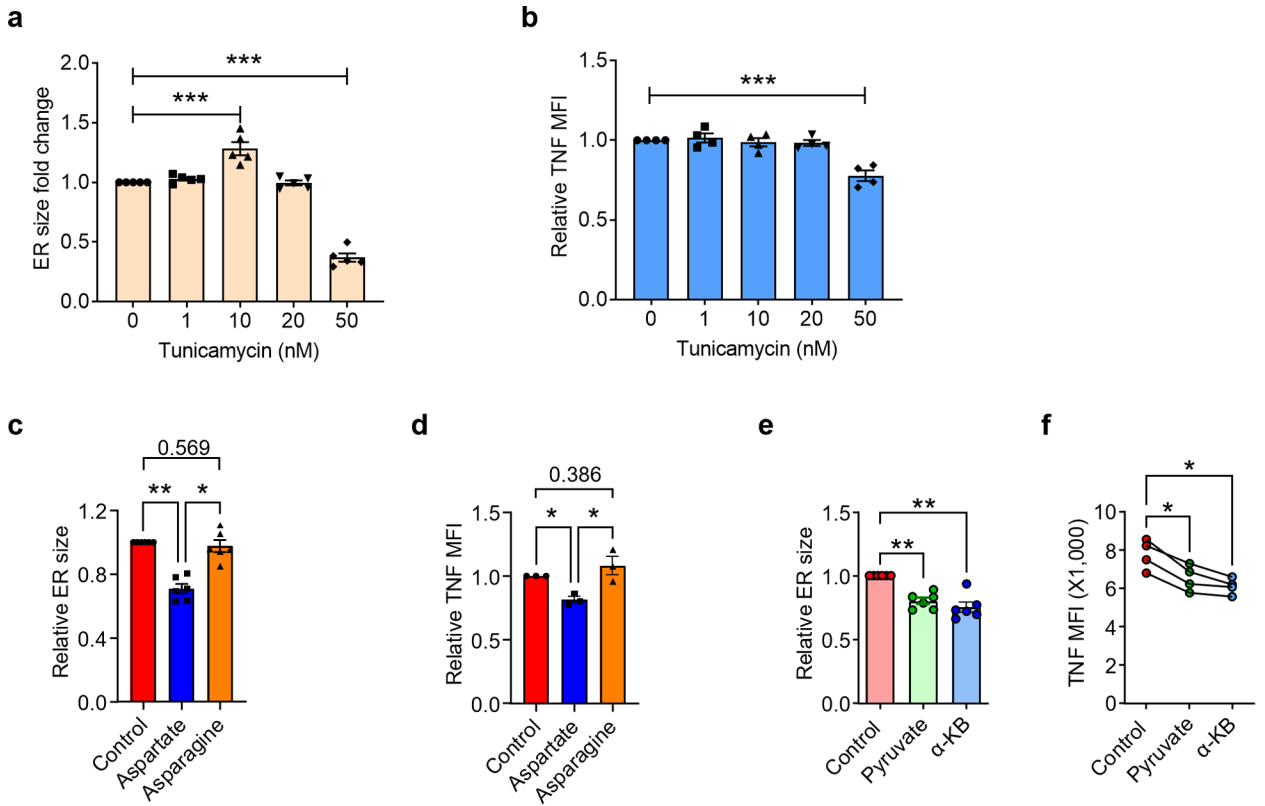 a
ER size fold change
2.0
1.5
1.0
0.5
0.0
***
***
0 1 10 20 50
Tunicamycin (nM)
b
Relative TNF MFI
1.5
1.0
0.5
0.0
***
0 1 10 20 50
Tunicamycin (nM)
c
Relative ER size
1.2
0.8
0.4
0.0
0.569
** *
Control
Aspartate
Asparagine
d
Relative TNF MFI
1.5
1.0
0.5
0.0
0.386
* *
Control
Aspartate
Asparagine
e
Relative ER size
1.5
1.0
0.5
0.0
**
**
Control
Pyruvate
α-KB
f
TNF MFI (X1,000)
10
8
6
4
2
0
*
*
Control
Pyruvate
α-KB